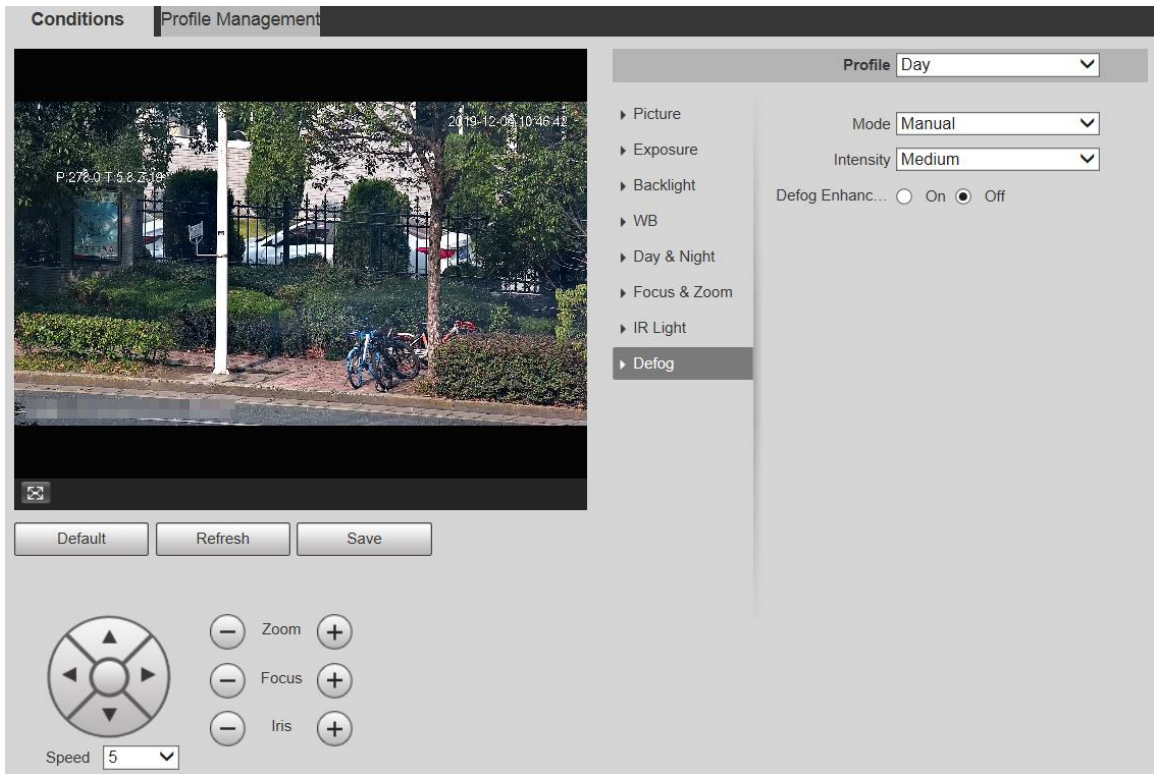 Conditions Profile Management
Profile Day
2019-12-04 10:46:42
P:278.0 T:5.8 Z:19
Picture
Exposure
Backlight
WB
Day & Night
Focus & Zoom
IR Light
Defog
Mode Manual
Intensity Medium
Defog Enhanc... On Off
Default Refresh Save
Zoom
Focus
Iris
Speed 5